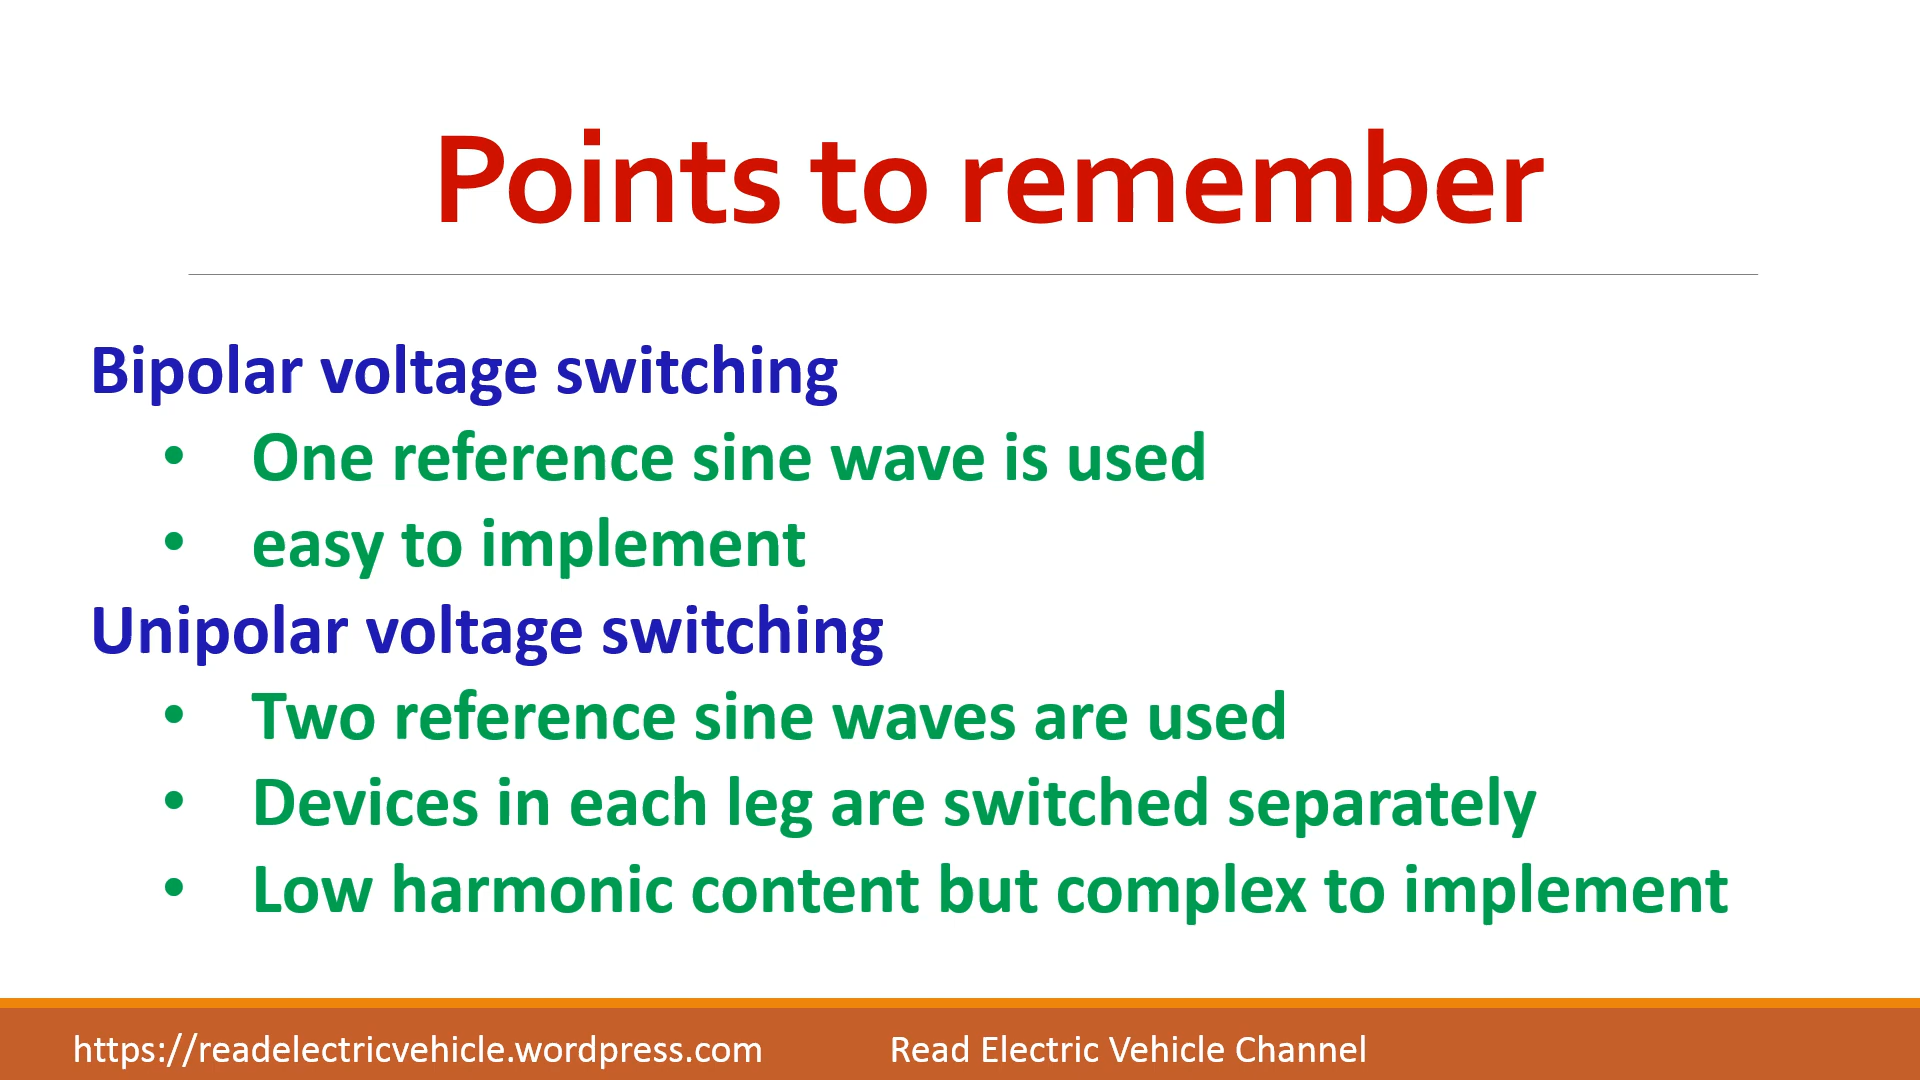 Points to remember
Bipolar voltage switching
• One reference sine wave is used
• easy to implement
Unipolar voltage switching
• Two reference sine waves are used
• Devices in each leg are switched separately
• Low harmonic content but complex to implement
https://readelectricvehicle.wordpress.com Read Electric Vehicle Channel